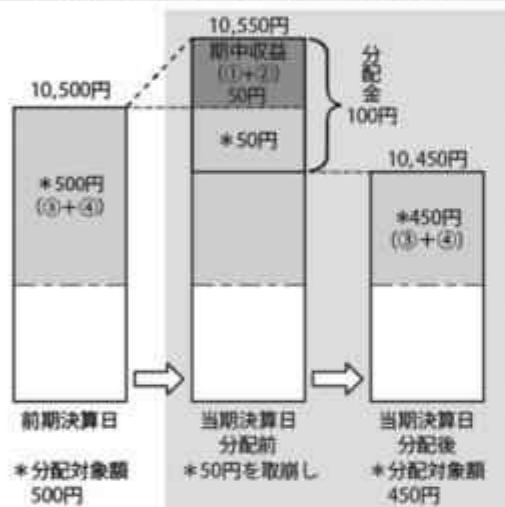 10,500円
*500円
(③+④)
前期決算日
*分配対象額
500円
10,550円
期中収益
(①+②)
50円
*50円
分配金
100円
当期決算日
分配前
*50円を取崩し
10,450円
*450円
(③+④)
当期決算日
分配後
*分配対象額
450円